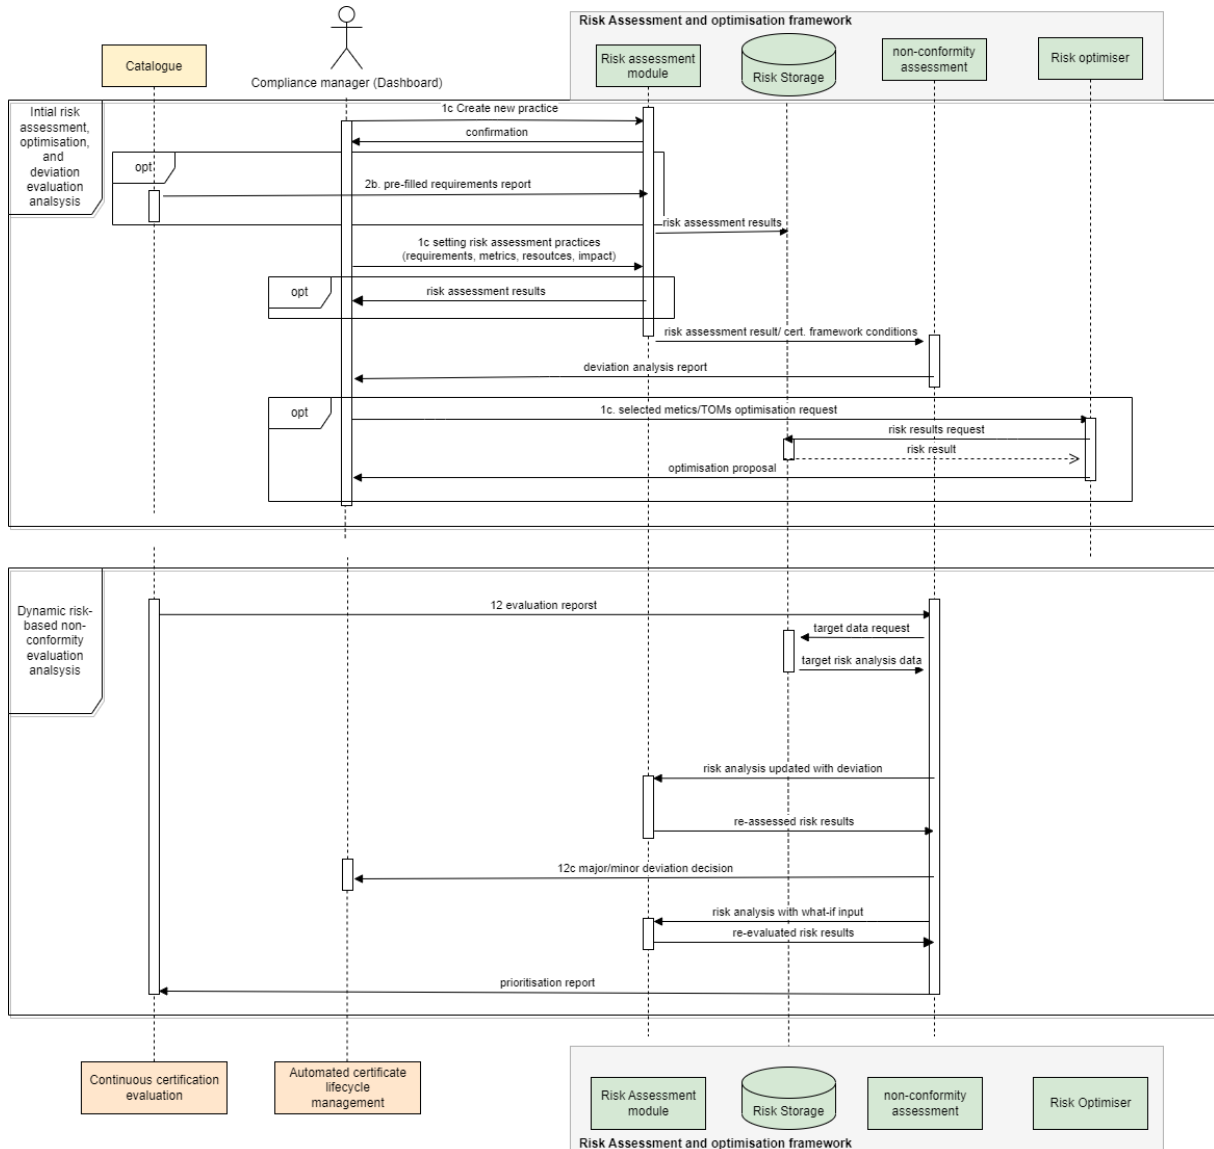 Risk Assessment and optimisation framework
Catalogue
Compliance manager (Dashboard)
Risk assessment
module
Risk Storage
non-conformity
assessment
Risk optimiser
Intial risk
assessment,
optimisation,
and
deviation
evaluation
analsysis
1c Create new practice
confirmation
opt
2b. pre-filled requirements report
risk assessment results
1c setting risk assessment practices
(requirements, metrics, resoutces, impact)
opt
risk assessment results
risk assessment result/ cert. framework conditions
deviation analysis report
opt
1c. selected metics/TOMs optimisation request
risk results request
risk result
optimisation proposal
Dynamic risk-
based non-
conformity
evaluation
analsysis
12 evaluation reporst
target data request
target risk analysis data
risk analysis updated with deviation
re-assessed risk results
12c major/minor deviation decision
risk analysis with what-if input
re-evaluated risk results
prioritisation report
Continuous certification
evaluation
Automated certificate
lifecycle
management
Risk Assessment
module
Risk Storage
non-conformity
assessment
Risk Optimiser
Risk Assessment and optimisation framework